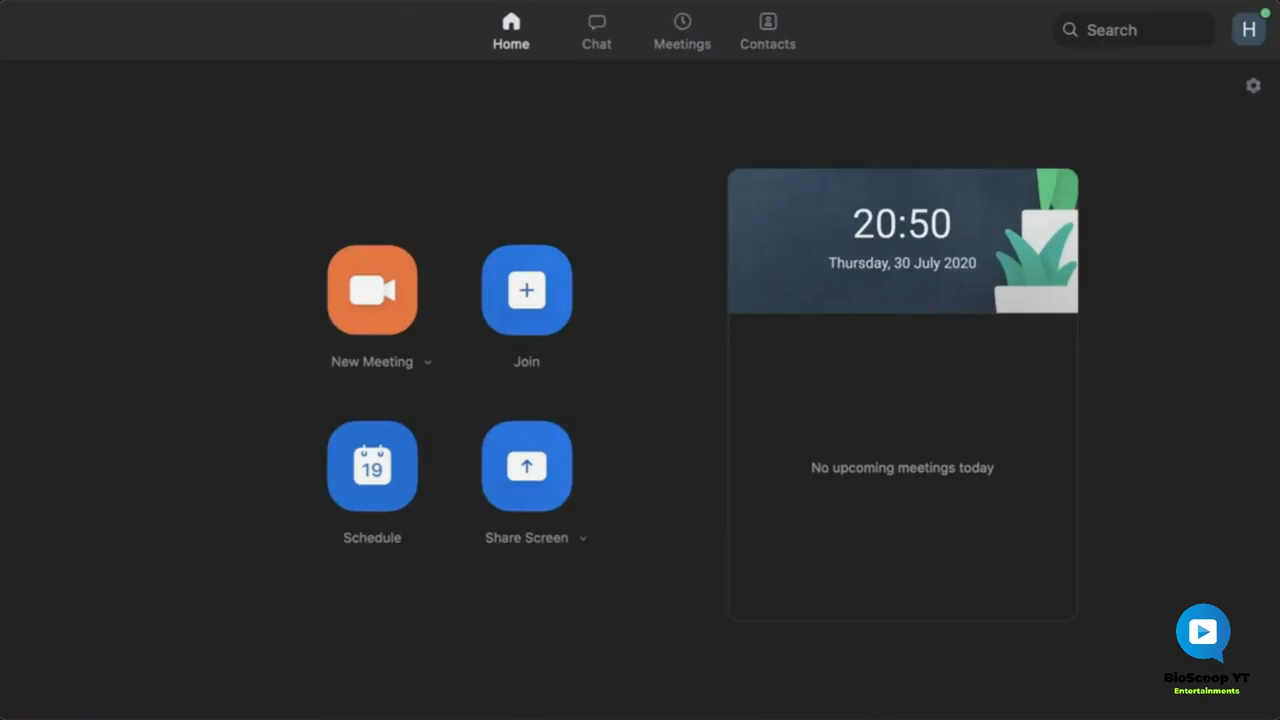 Home
Chat
Meetings
Contacts
Search
H
20:50
Thursday, 30 July 2020
New Meeting
Join
19
Schedule
Share Screen
No upcoming meetings today
BioScoop YT
Entertainments